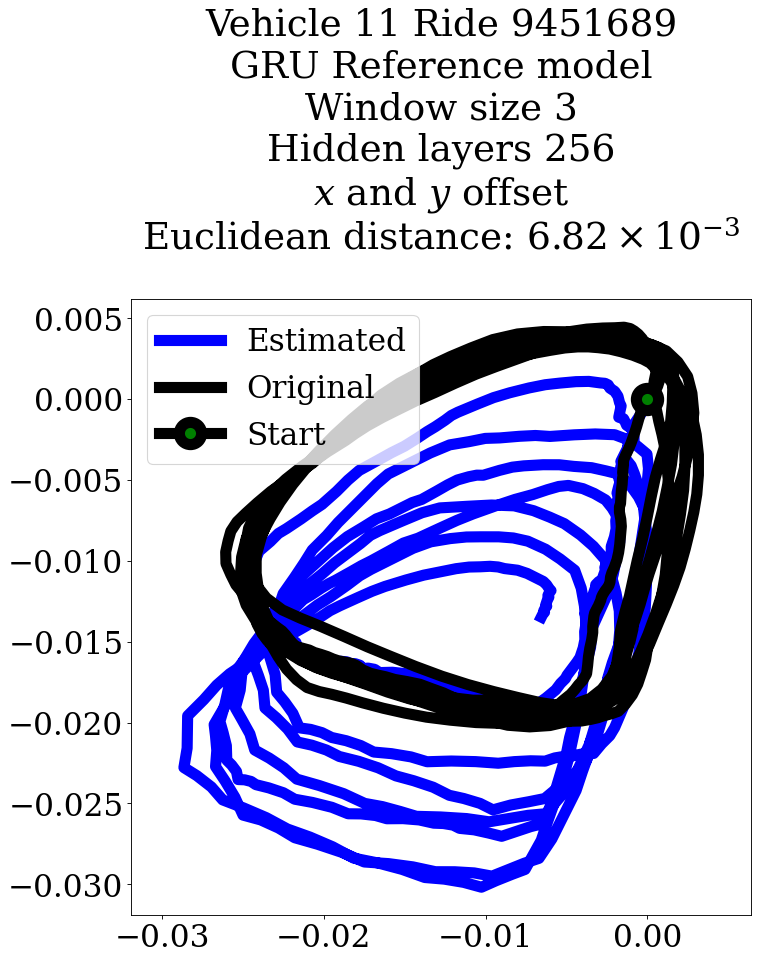 Vehicle 11 Ride 9451689
GRU Reference model
Window size 3
Hidden layers 256
x and y offset
Euclidean distance: 6.82 × 10⁻³
Estimated
Original
Start
0.005
0.000
−0.005
−0.010
−0.015
−0.020
−0.025
−0.030
−0.03
−0.02
−0.01
0.00